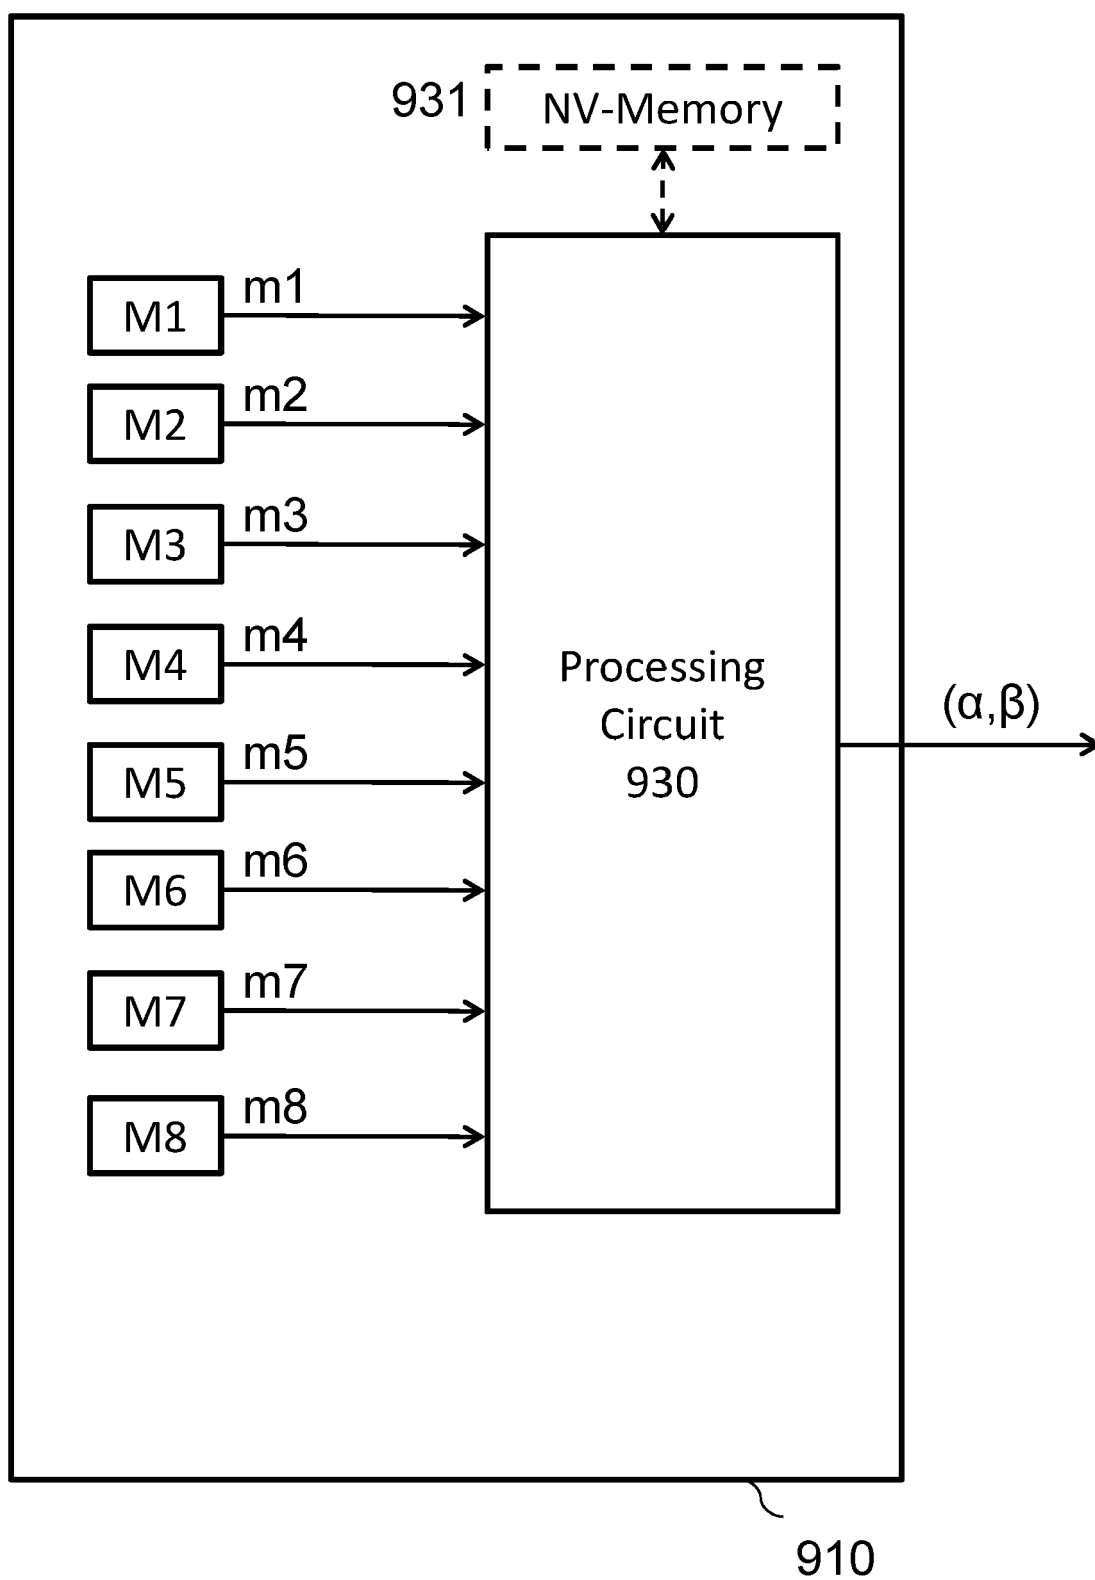 931
NV-Memory
M1
m1
M2
m2
M3
m3
M4
m4
M5
m5
M6
m6
M7
m7
M8
m8
Processing
Circuit
930
(α,β)
910